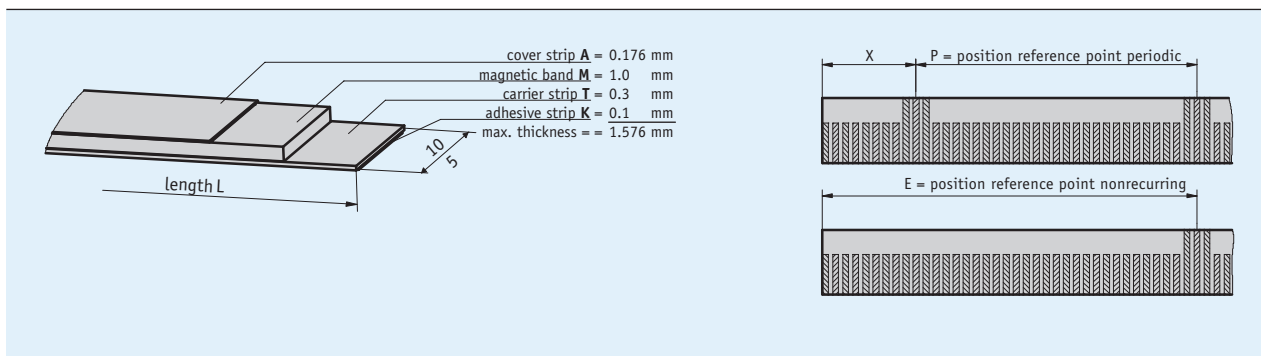 cover strip A = 0.176 mm
magnetic band M = 1.0 mm
carrier strip T = 0.3 mm
adhesive strip K = 0.1 mm
max. thickness = = 1.576 mm
10
5
length L
X
P = position reference point periodic
E = position reference point nonrecurring